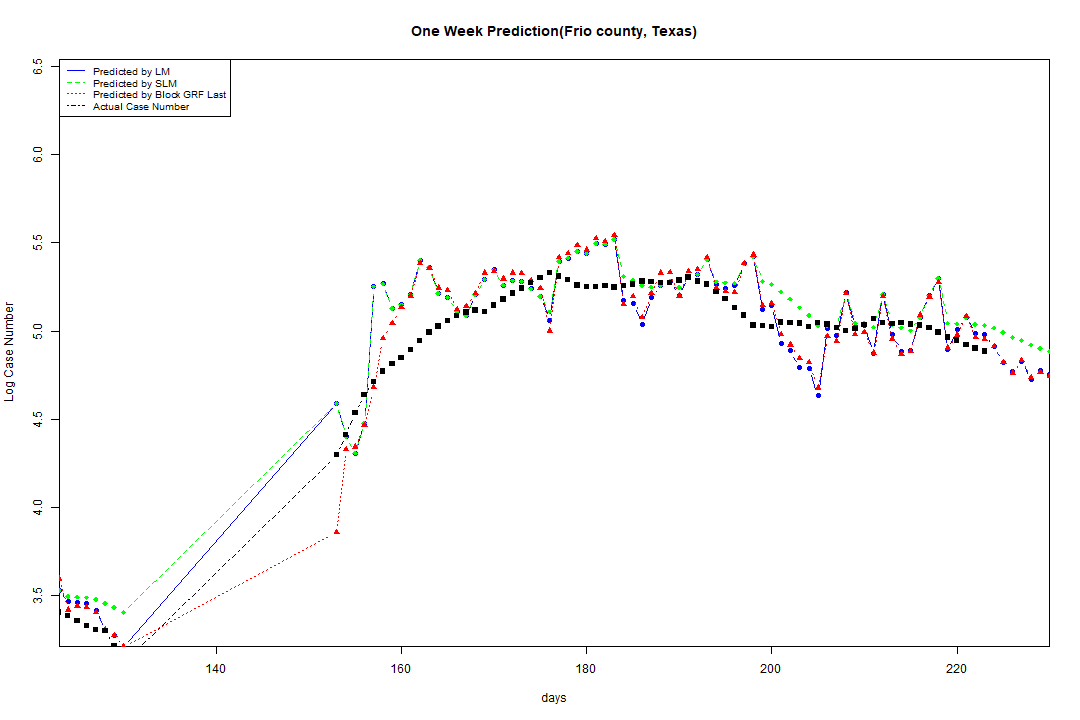 One Week Prediction(Frio county, Texas)
Predicted by LM
Predicted by SLM
Predicted by Block GRF Last
Actual Case Number
6.5
6.0
5.5
5.0
4.5
4.0
3.5
Log Case Number
140 160 180 200 220
days